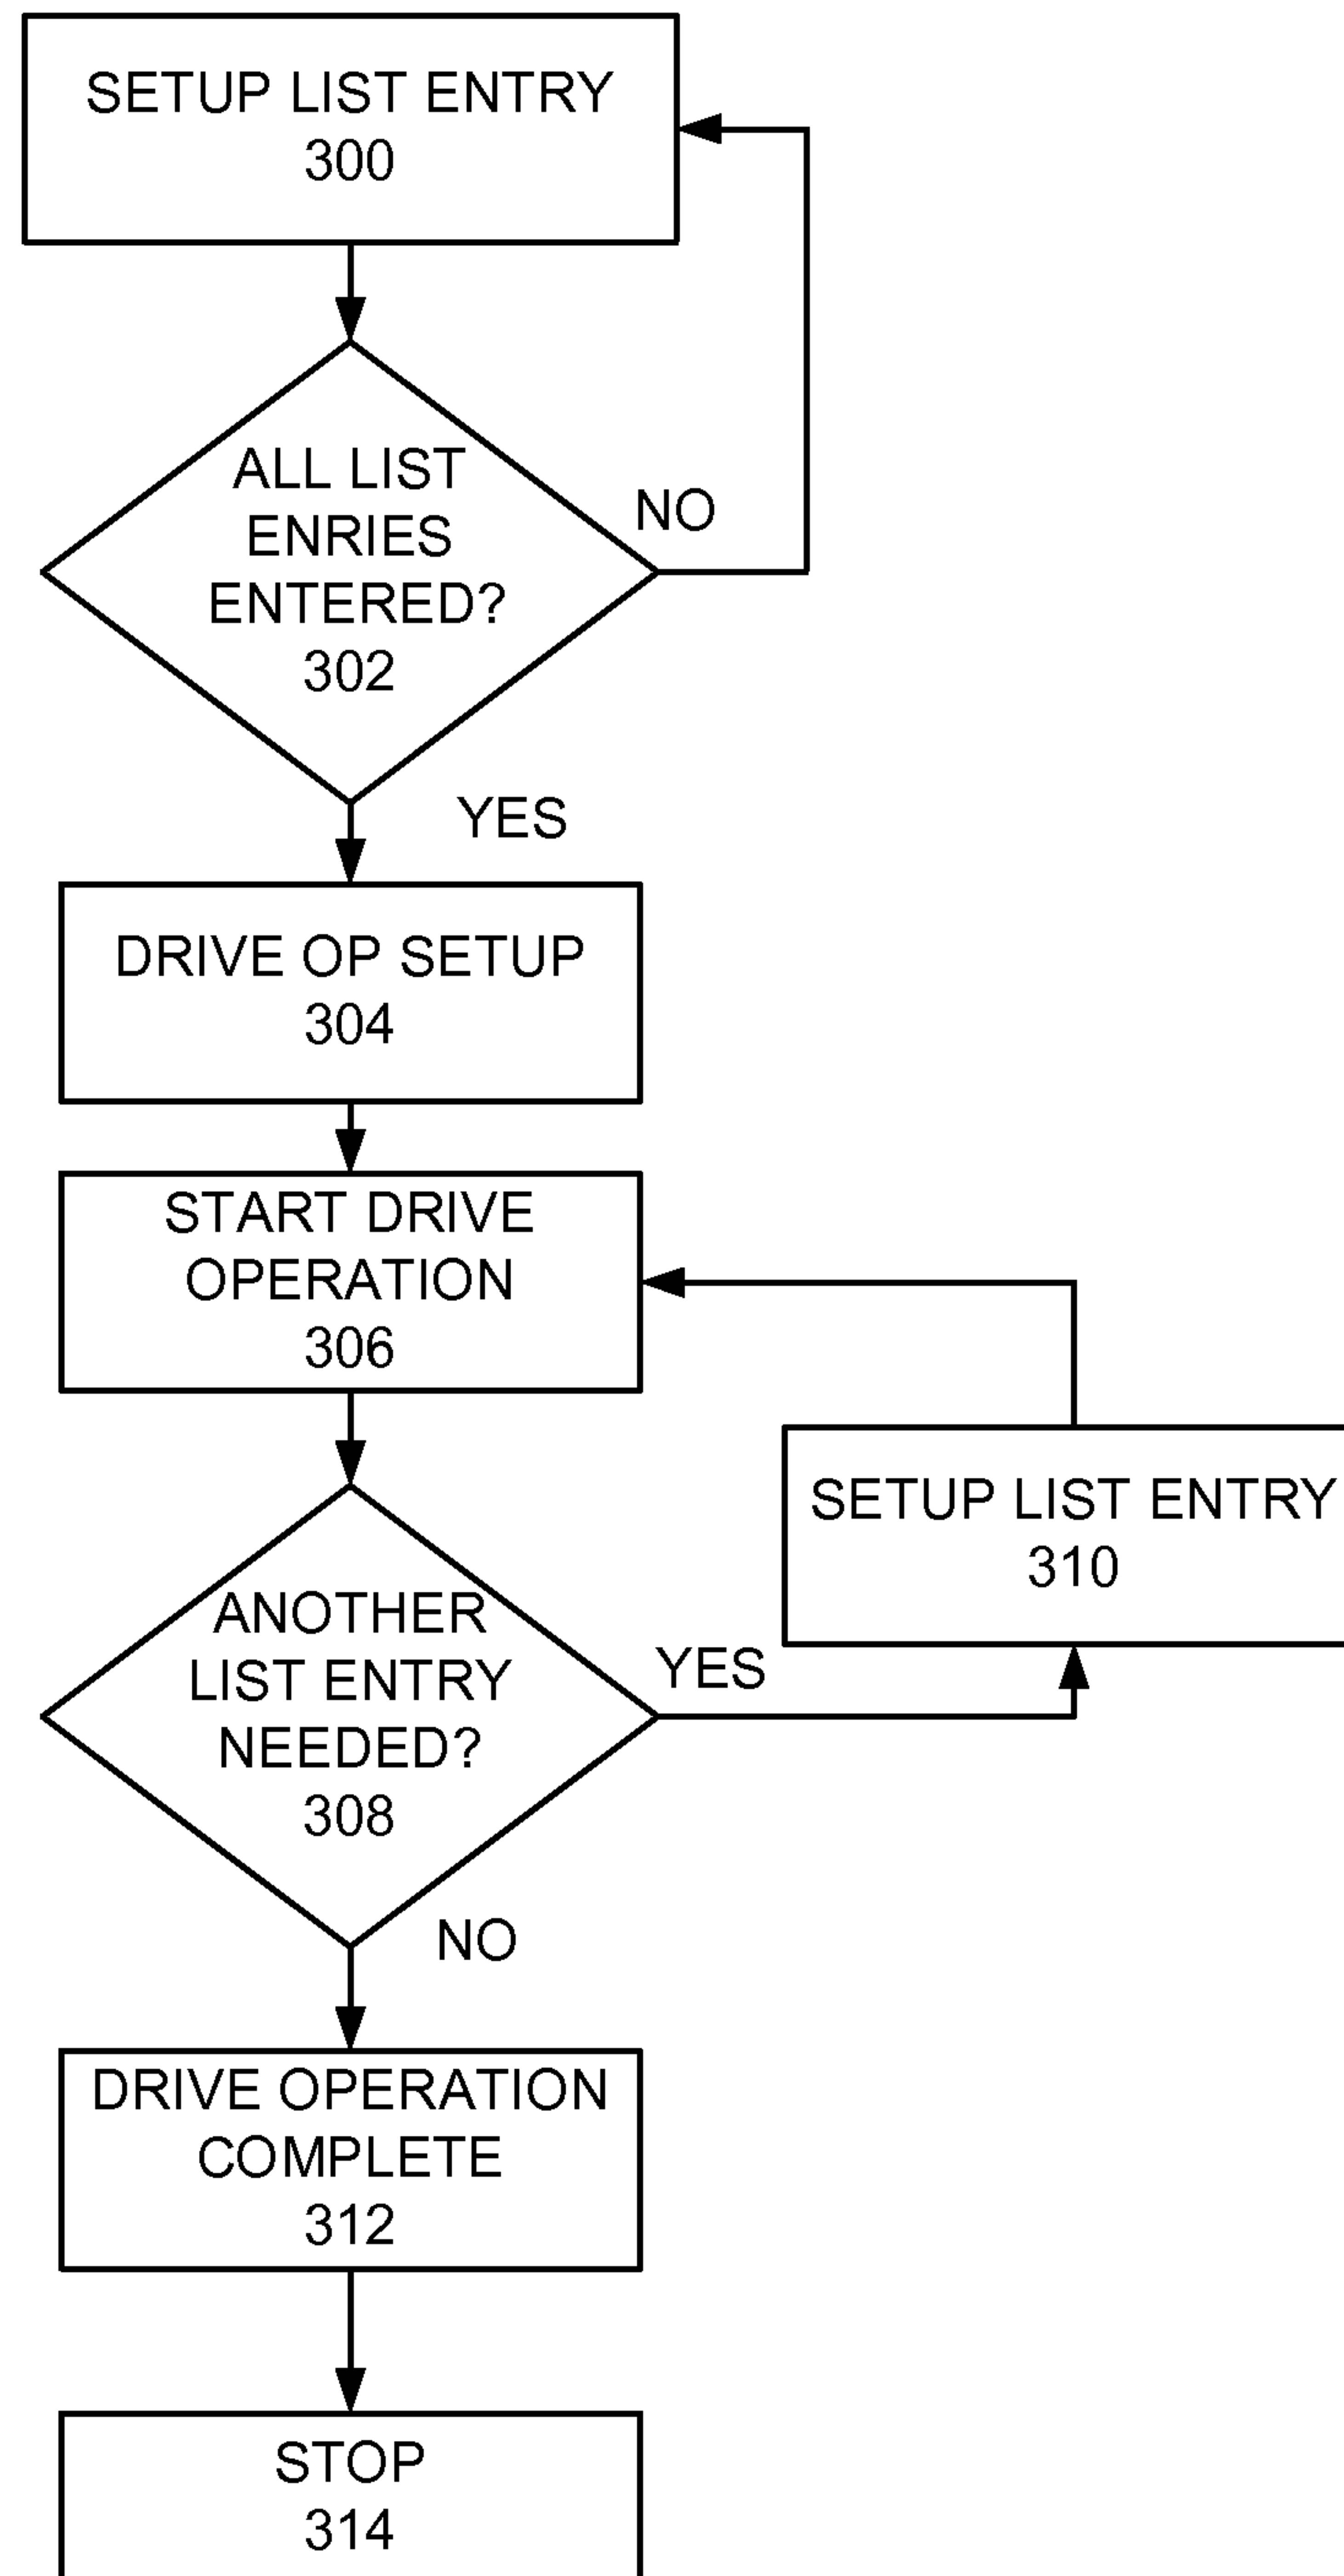 SETUP LIST ENTRY
300
ALL LIST
ENRIES
ENTERED?
302
NO
YES
DRIVE OP SETUP
304
START DRIVE
OPERATION
306
SETUP LIST ENTRY
310
ANOTHER
LIST ENTRY
NEEDED?
308
YES
NO
DRIVE OPERATION
COMPLETE
312
STOP
314